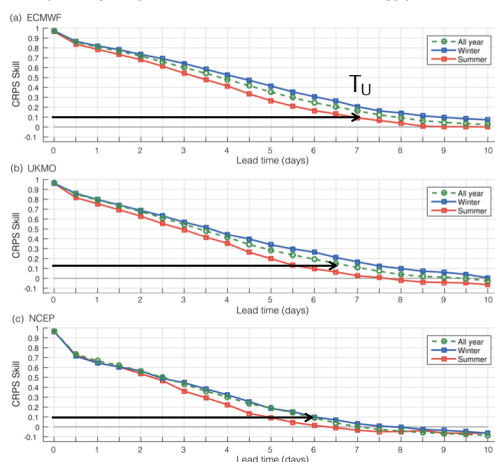 (a) ECMWF
1
0.9
0.8
0.7
0.6
0.5
0.4
0.3
0.2
0.1
0
-0.1
CRPS Skill
All year
Winter
Summer
TU
0 1 2 3 4 5 6 7 8 9 10
Lead time (days)
(b) UKMO
1
0.9
0.8
0.7
0.6
0.5
0.4
0.3
0.2
0.1
0
-0.1
CRPS Skill
All year
Winter
Summer
0 1 2 3 4 5 6 7 8 9 10
Lead time (days)
(c) NCEP
1
0.9
0.8
0.7
0.6
0.5
0.4
0.3
0.2
0.1
0
-0.1
CRPS Skill
All year
Winter
Summer
0 1 2 3 4 5 6 7 8 9 10
Lead time (days)